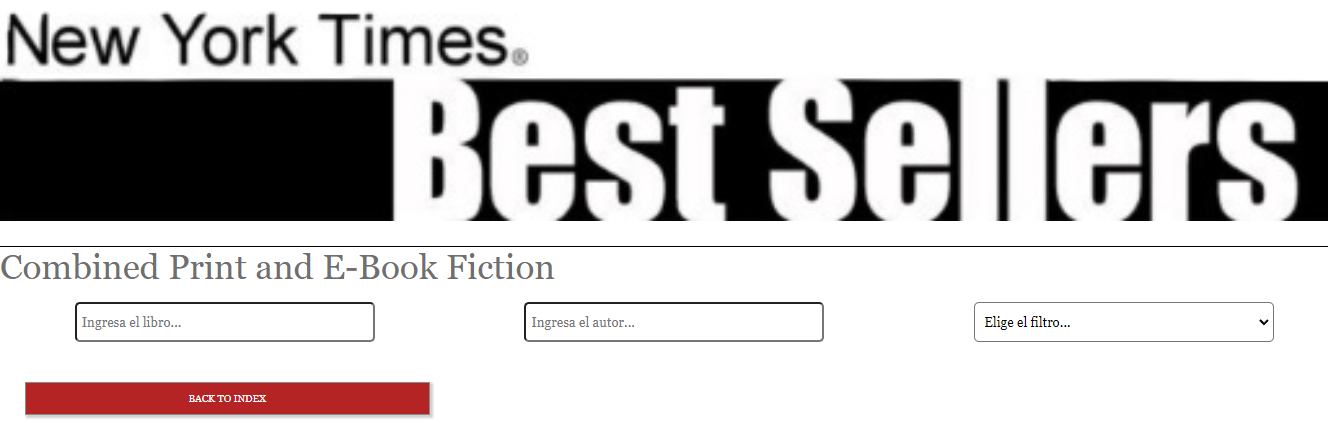 New York Times®
Best Sellers
Combined Print and E-Book Fiction
Ingresa el libro...
Ingresa el autor...
Elige el filtro...
BACK TO INDEX